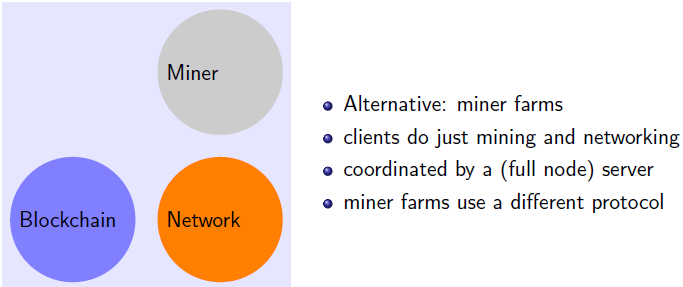 Miner
Blockchain
Network
Alternative: miner farms
clients do just mining and networking
coordinated by a (full node) server
miner farms use a different protocol